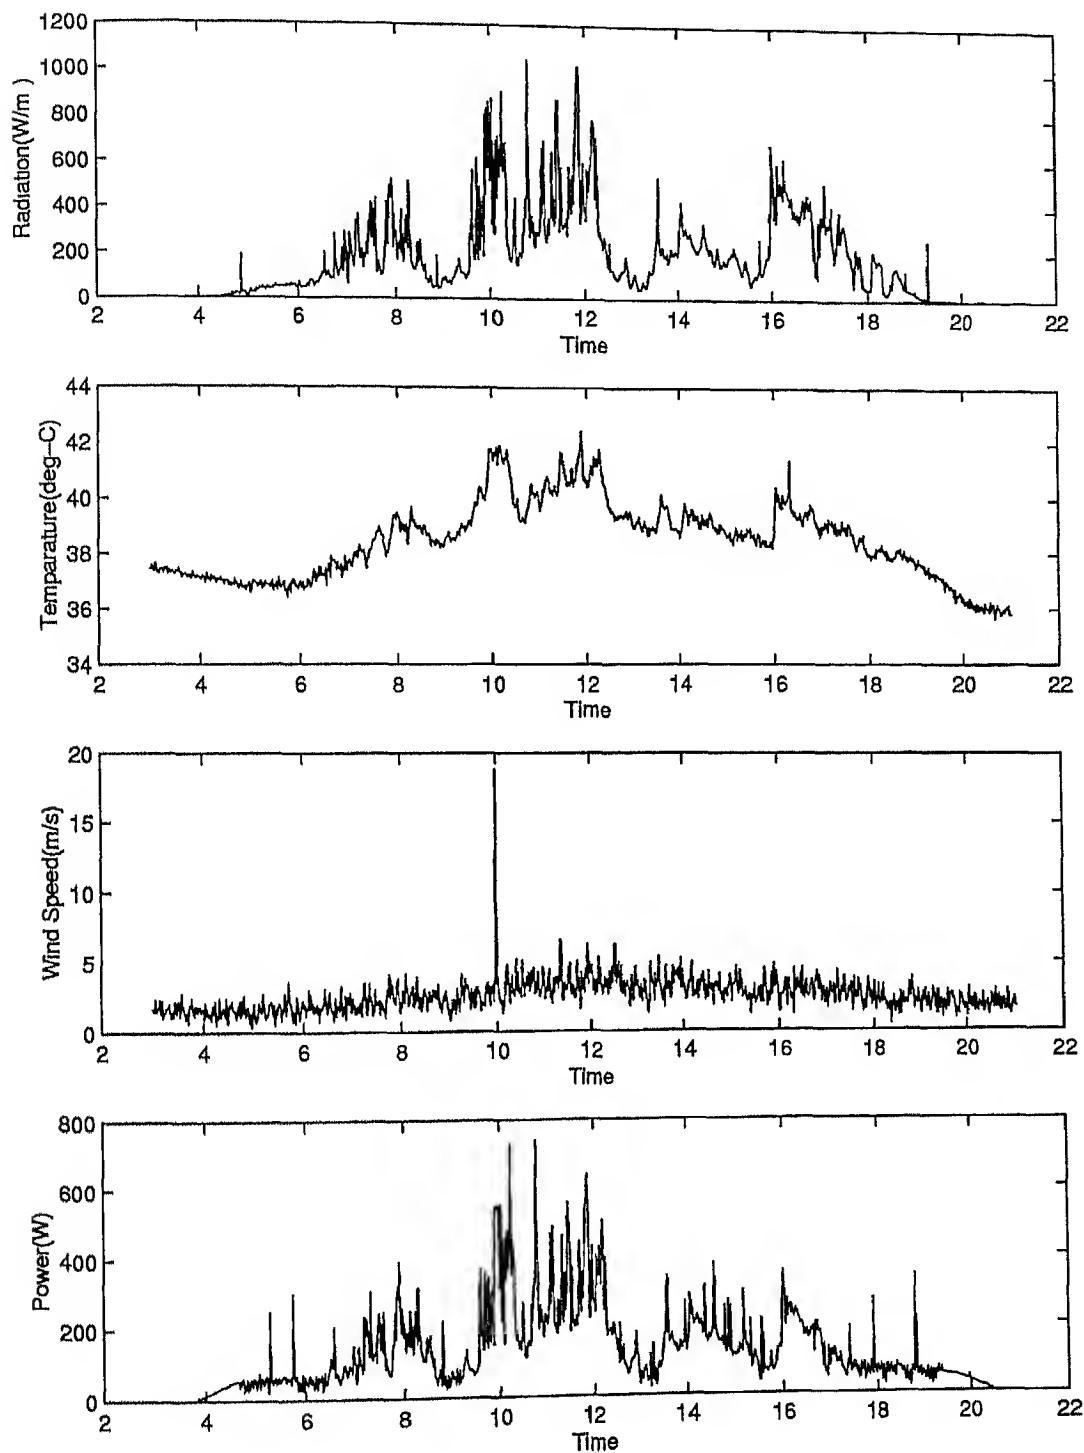 1200
1000
800
600
400
200
0
Radiation(W/m )
2 4 6 8 10 12 14 16 18 20 22
Time
44
42
40
38
36
34
Temparature(deg-C)
2 4 6 8 10 12 14 16 18 20 22
Time
20
15
10
5
0
Wind Speed(m/s)
2 4 6 8 10 12 14 16 18 20 22
Time
800
600
400
200
0
Power(W)
2 4 6 8 10 12 14 16 18 20 22
Time